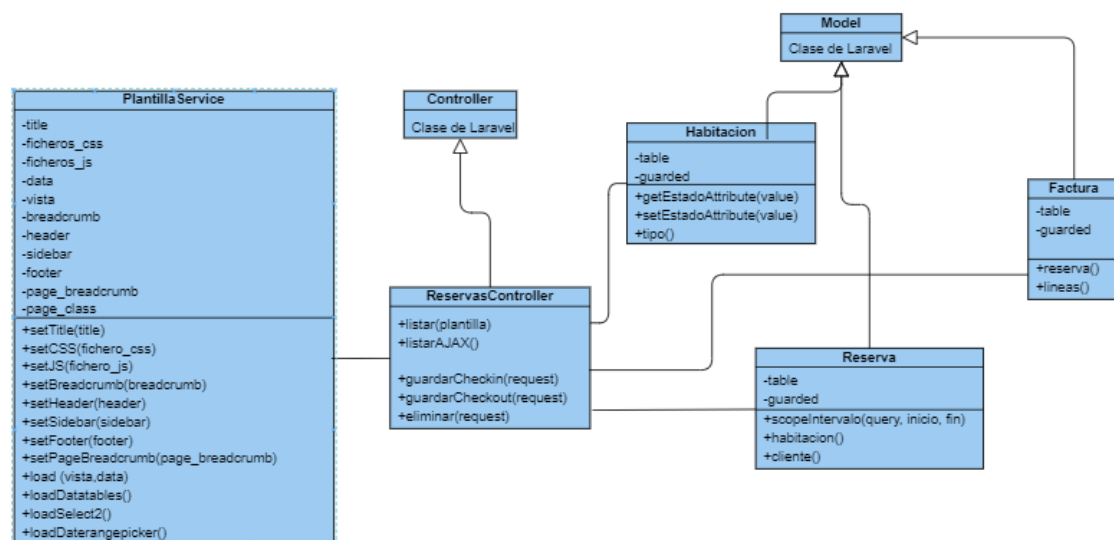 PlantillaService
-title
-ficheros_css
-ficheros_js
-data
-vista
-breadcrumb
-header
-sidebar
-footer
-page_breadcrumb
-page_class
+setTitle(title)
+setCSS(fichero_css)
+setJS(fichero_js)
+setBreadcrumb(breadcrumb)
+setHeader(header)
+setSidebar(sidebar)
+setFooter(footer)
+setPageBreadcrumb(page_breadcrumb)
+load (vista,data)
+loadDatatables()
+loadSelect2()
+loadDaterangepicker()
Controller
Clase de Laravel
ReservasController
+listar(plantilla)
+listarAJAX()
+guardarCheckin(request)
+guardarCheckout(request)
+eliminar(request)
Model
Clase de Laravel
Habitacion
-table
-guarded
+getEstadoAttribute(value)
+setEstadoAttribute(value)
+tipo()
Factura
-table
-guarded
+reserva()
+lineas()
Reserva
-table
-guarded
+scopeIntervalo(query, inicio, fin)
+habitacion()
+cliente()